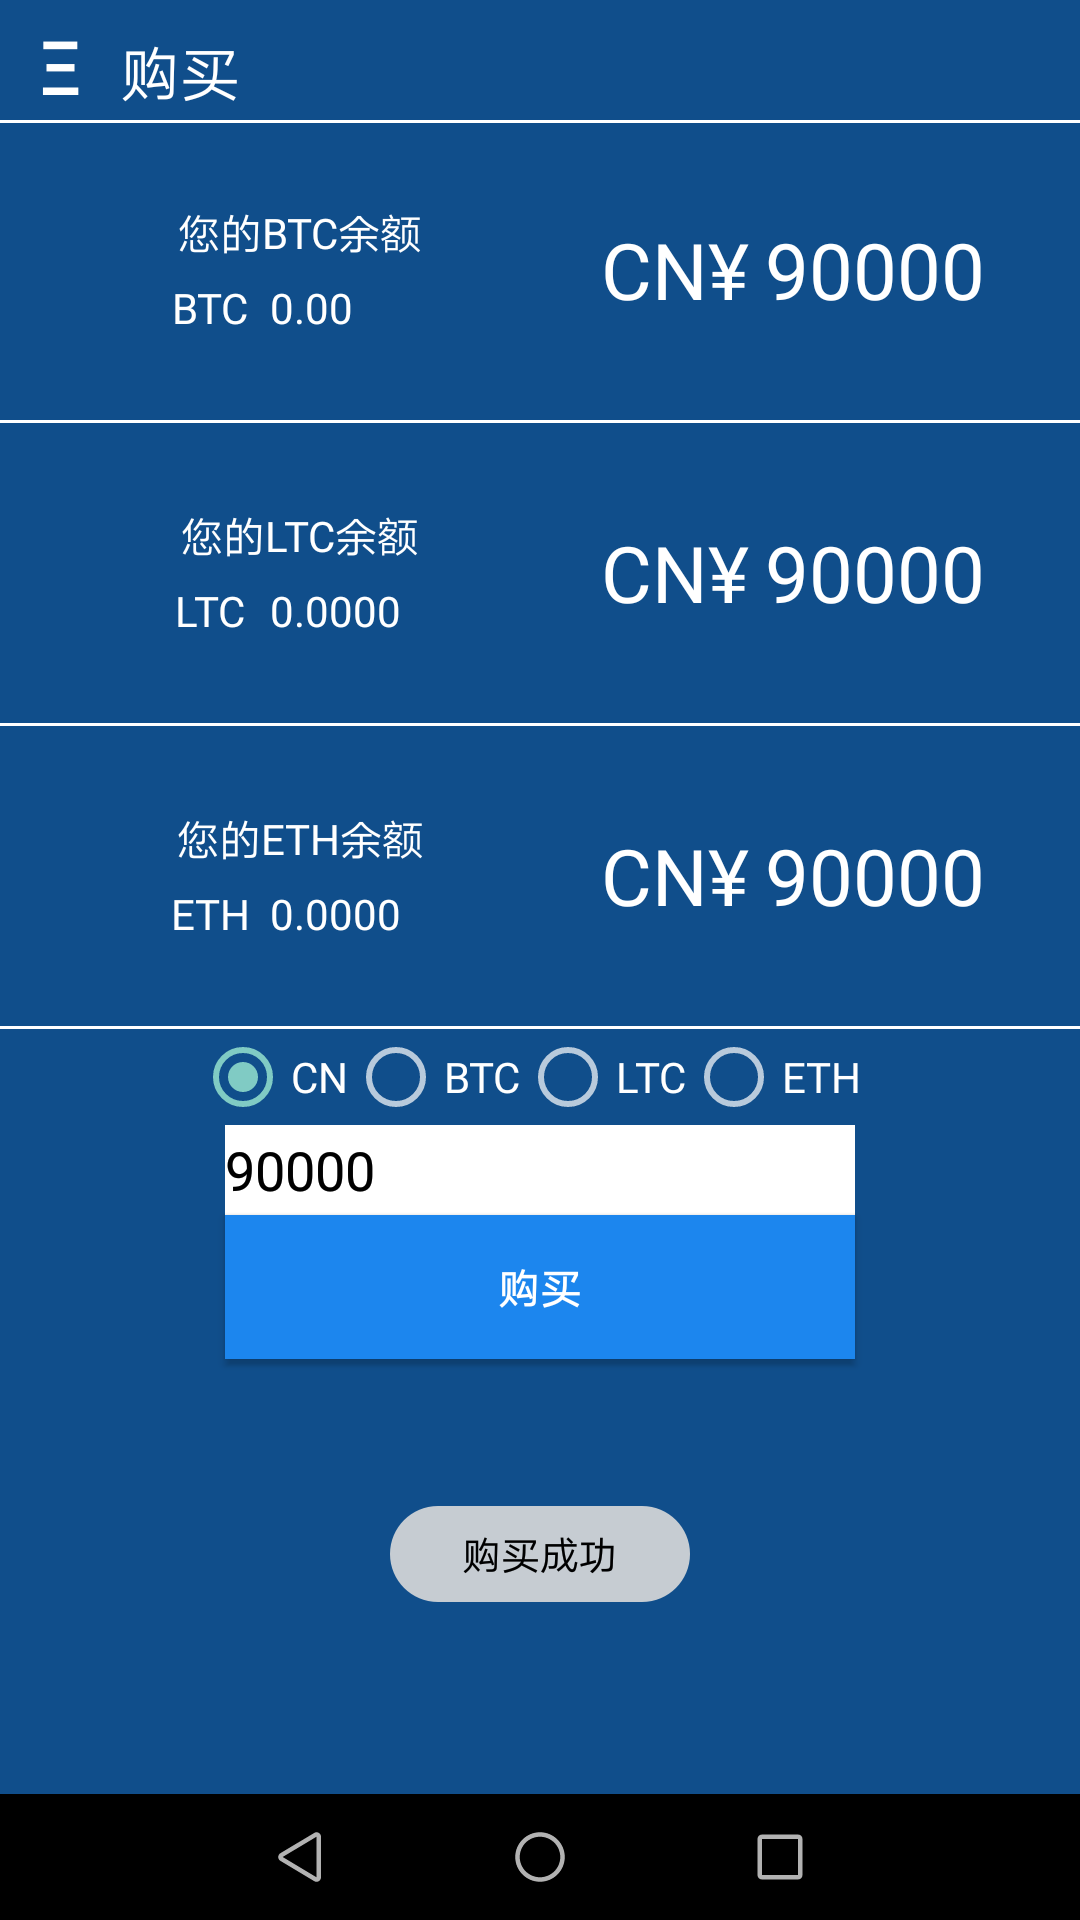 购买
您的BTC余额
BTC 0.00
CN¥ 90000
您的LTC余额
LTC 0.0000
CN¥ 90000
您的ETH余额
ETH 0.0000
CN¥ 90000
CN BTC LTC ETH
90000
购买
购买成功